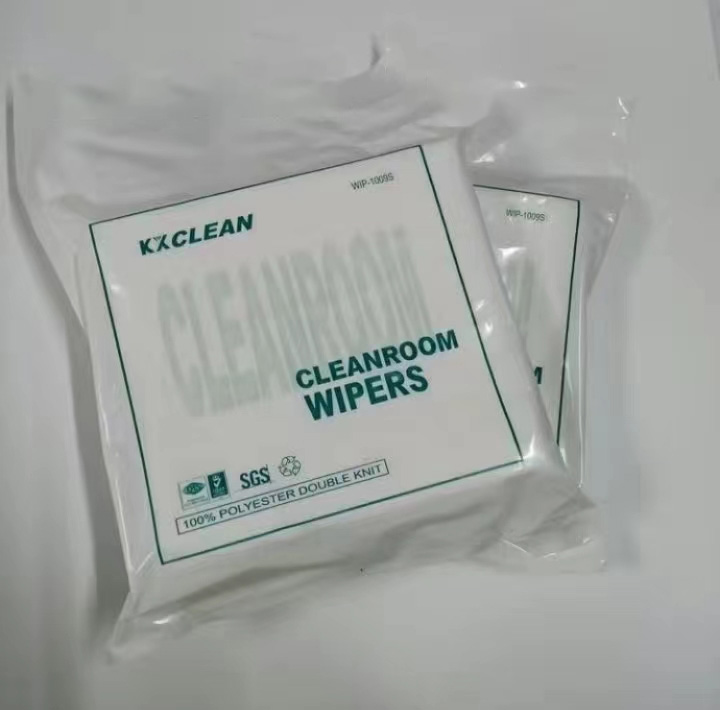 WIP-1009S
KXCLEAN
CLEANROOM
CLEANROOM
WIPERS
SGS
100% POLYESTER DOUBLE KNIT
WIP-1009S
M